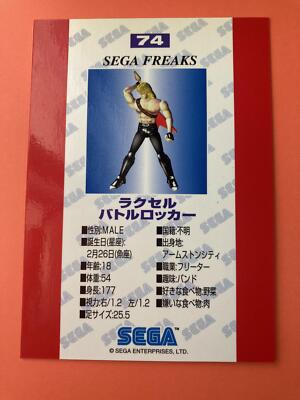 74
SEGA FREAKS
ラクセル
バトルロッカー
■性別:MALE
■誕生日(星座):
2月26日(魚座)
■年齢:18
■体重:54
■身長:177
■視力:右/1.2 左/1.2
■足サイズ:25.5
■国籍:不明
■出身地:
アームストンシティ
■職業:フリーター
■趣味:バンド
■好きな食べ物:野菜
■嫌いな食べ物:肉
SEGA™
© SEGA ENTERPRISES, LTD.